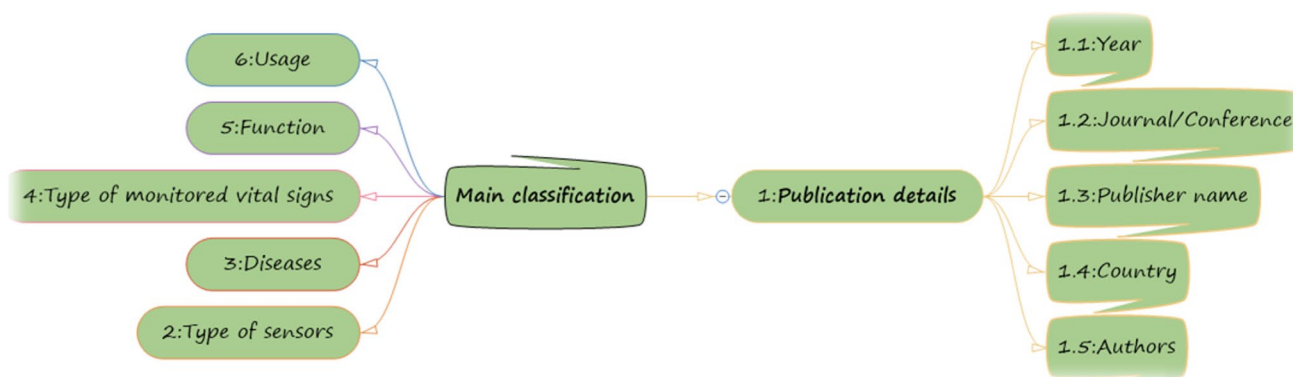 6:Usage
5:Function
4:Type of monitored vital signs
3:Diseases
2:Type of sensors
Main classification
1:Publication details
1.1:Year
1.2:Journal/Conference
1.3:Publisher name
1.4:Country
1.5:Authors